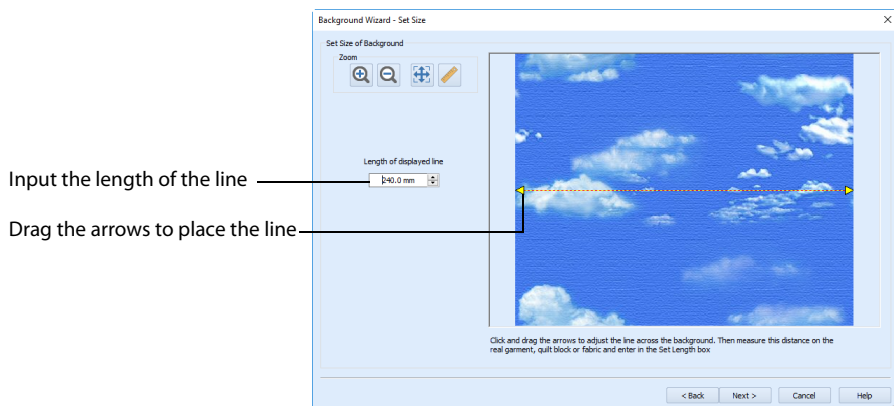 Background Wizard - Set Size
Set Size of Background
Zoom
Length of displayed line
Input the length of the line
240.0 mm
Drag the arrows to place the line
Click and drag the arrows to adjust the line across the background. Then measure this distance on the
real garment, quilt block or fabric and enter in the Set Length box
< Back Next > Cancel Help